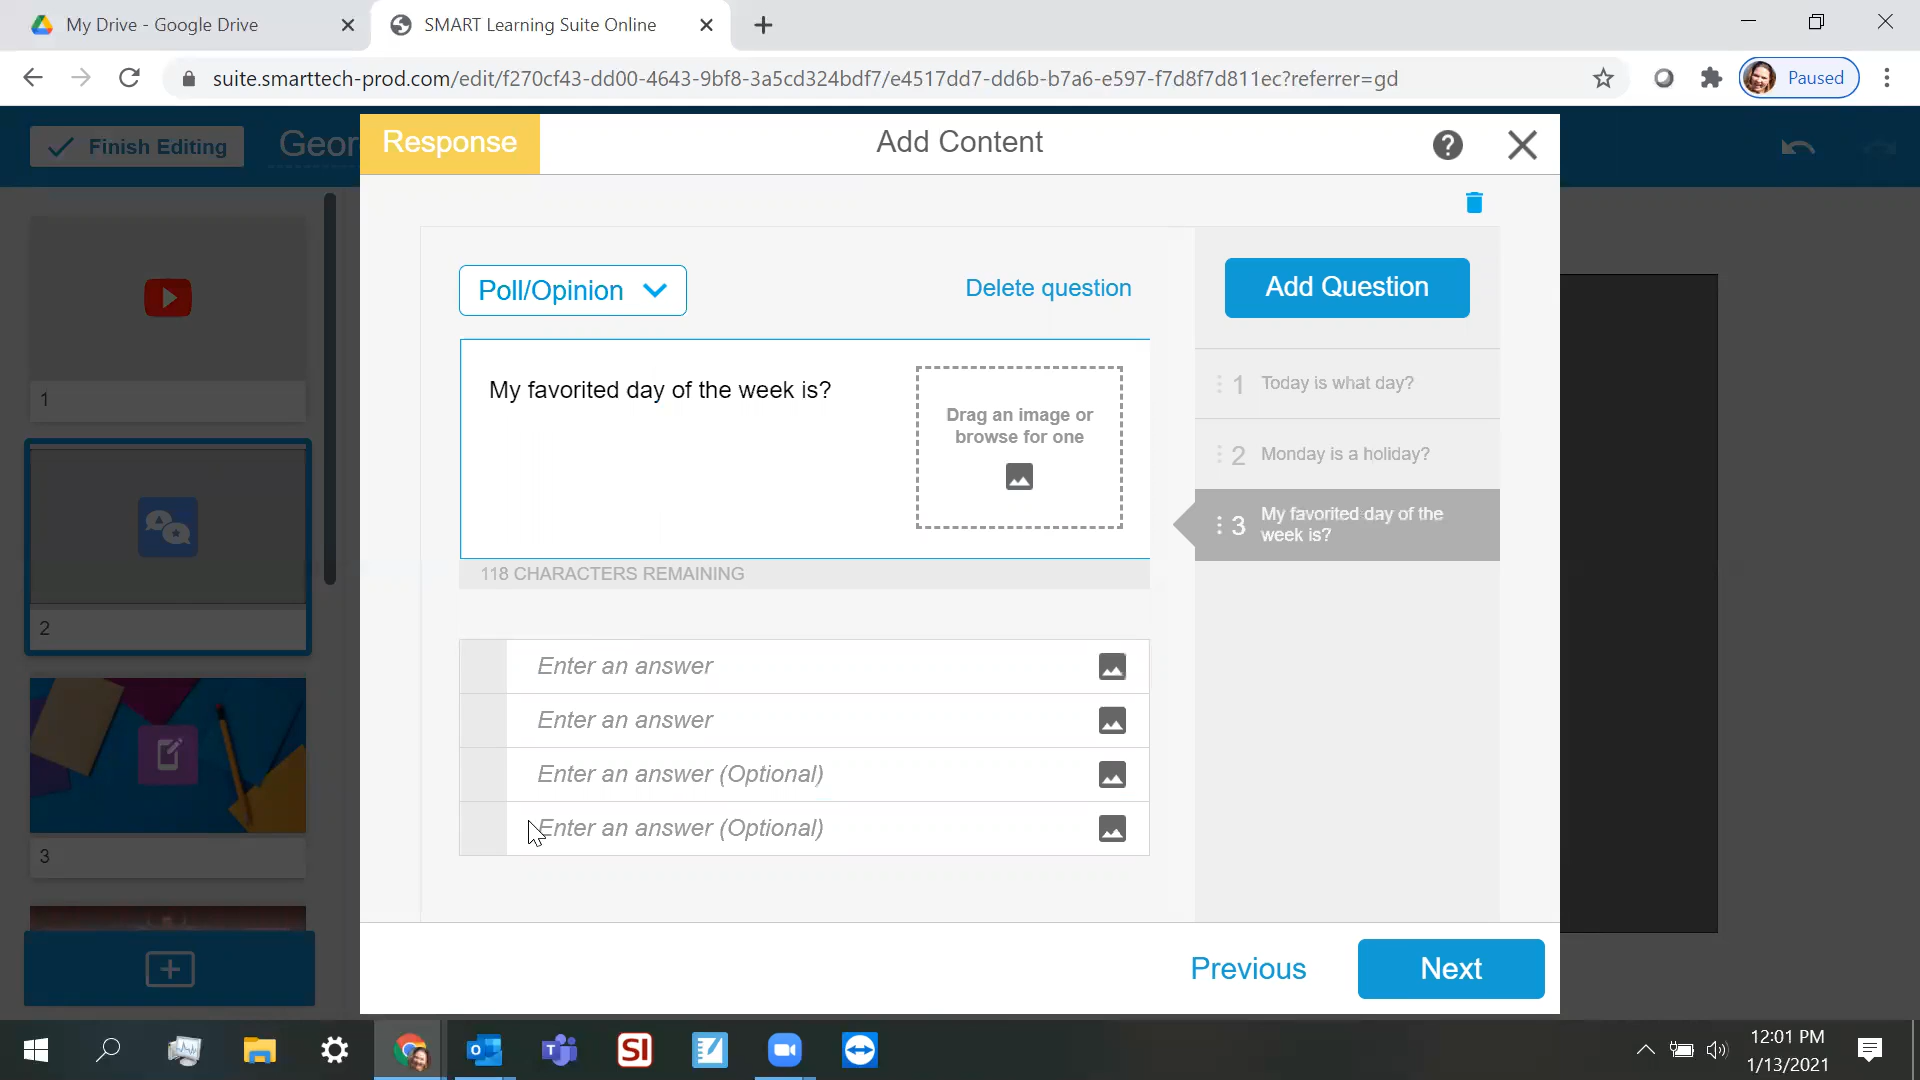 My Drive - Google Drive
SMART Learning Suite Online
suite.smarttech-prod.com/edit/f270cf43-dd00-4643-9bf8-3a5cd324bdf7/e4517dd7-dd6b-b7a6-e597-f7d8f7d811ec?referrer=gd
Paused
Finish Editing
Geor
Response
Add Content
?
Poll/Opinion
Delete question
Add Question
My favorited day of the week is?
Drag an image or
browse for one
118 CHARACTERS REMAINING
1 Today is what day?
2 Monday is a holiday?
3 My favorited day of the
week is?
Enter an answer
Enter an answer
Enter an answer (Optional)
Enter an answer (Optional)
1
2
3
Previous
Next
SI
12:01 PM
1/13/2021